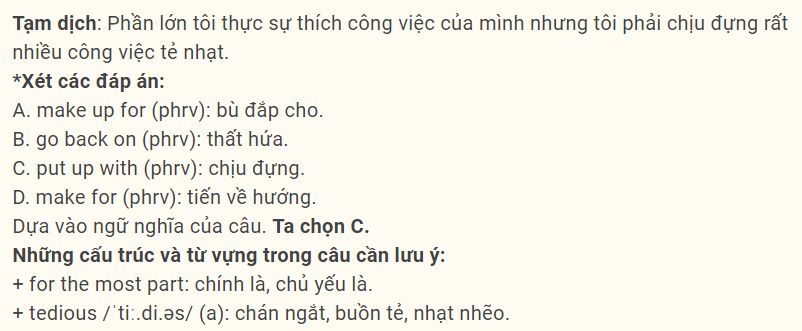 Tạm dịch: Phần lớn tôi thực sự thích công việc của mình nhưng tôi phải chịu đựng rất
nhiều công việc tẻ nhạt.
*Xét các đáp án:
A. make up for (phrv): bù đắp cho.
B. go back on (phrv): thất hứa.
C. put up with (phrv): chịu đựng.
D. make for (phrv): tiến về hướng.
Dựa vào ngữ nghĩa của câu. Ta chọn C.
Những cấu trúc và từ vựng trong câu cần lưu ý:
+ for the most part: chính là, chủ yếu là.
+ tedious /ˈtiː.di.əs/ (a): chán ngắt, buồn tẻ, nhạt nhẽo.